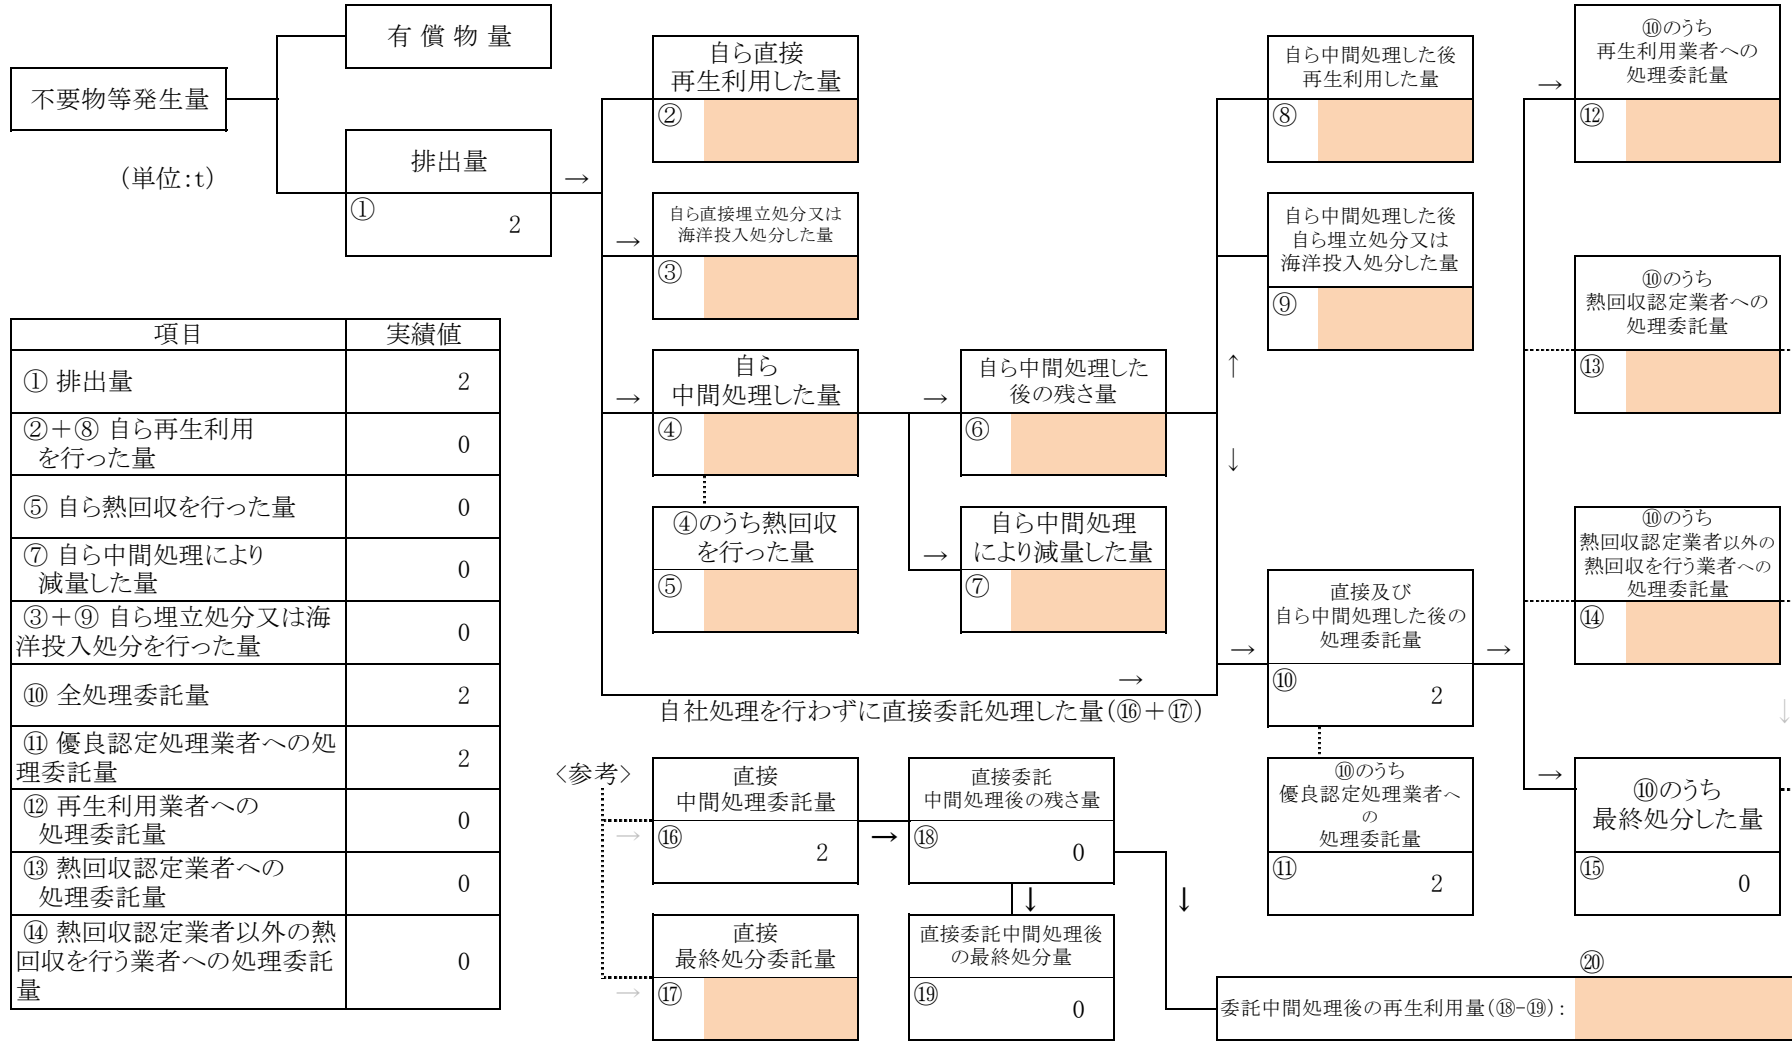 不要物等発生量
(単位:t)
有 償 物 量
排出量
①
2
→
自ら直接
再生利用した量
②
→
自ら直接埋立処分又は
海洋投入処分した量
③
→
自ら
中間処理した量
④
④のうち熱回収
を行った量
⑤
→
自ら中間処理した
後の残さ量
⑥
→
自ら中間処理
により減量した量
⑦
↑
↓
自ら中間処理した後
再生利用した量
⑧
自ら中間処理した後
自ら埋立処分又は
海洋投入処分した量
⑨
→
自社処理を行わずに直接委託処理した量(⑯+⑰)
→
直接及び
自ら中間処理した後の
処理委託量
⑩
2
⑩のうち
優良認定処理業者へ
の
処理委託量
⑪
2
→
→
⑩のうち
再生利用業者への
処理委託量
⑫
⑩のうち
熱回収認定業者への
処理委託量
⑬
⑩のうち
熱回収認定業者以外の
熱回収を行う業者への
処理委託量
⑭
↓
→
⑩のうち
最終処分した量
⑮
0
項目 実績値
① 排出量 2
②+⑧ 自ら再生利用
を行った量 0
⑤ 自ら熱回収を行った量 0
⑦ 自ら中間処理により
減量した量 0
③+⑨ 自ら埋立処分又は海
洋投入処分を行った量 0
⑩ 全処理委託量 2
⑪ 優良認定処理業者への処
理委託量 2
⑫ 再生利用業者への
処理委託量 0
⑬ 熱回収認定業者への
処理委託量 0
⑭ 熱回収認定業者以外の熱
回収を行う業者への処理委託
量 0
<参考>
→
直接
中間処理委託量
⑯
2
→
直接委託
中間処理後の残さ量
⑱
0
↓
↓
→
直接
最終処分委託量
⑰
直接委託中間処理後
の最終処分量
⑲
0
⑳
委託中間処理後の再生利用量(⑱-⑲):